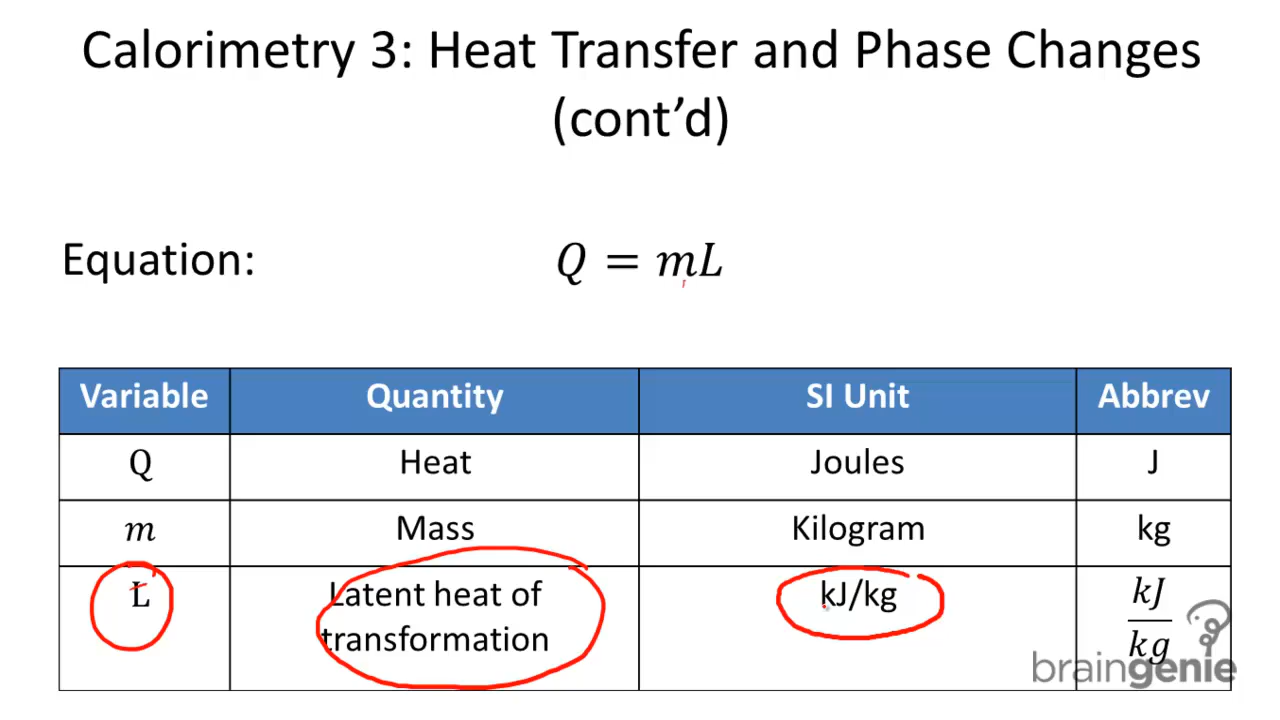 Calorimetry 3: Heat Transfer and Phase Changes
(cont’d)
Equation: Q = mL
Variable Quantity SI Unit Abbrev
Q Heat Joules J
m Mass Kilogram kg
L Latent heat of transformation kJ/kg kJ/kg
braingenie